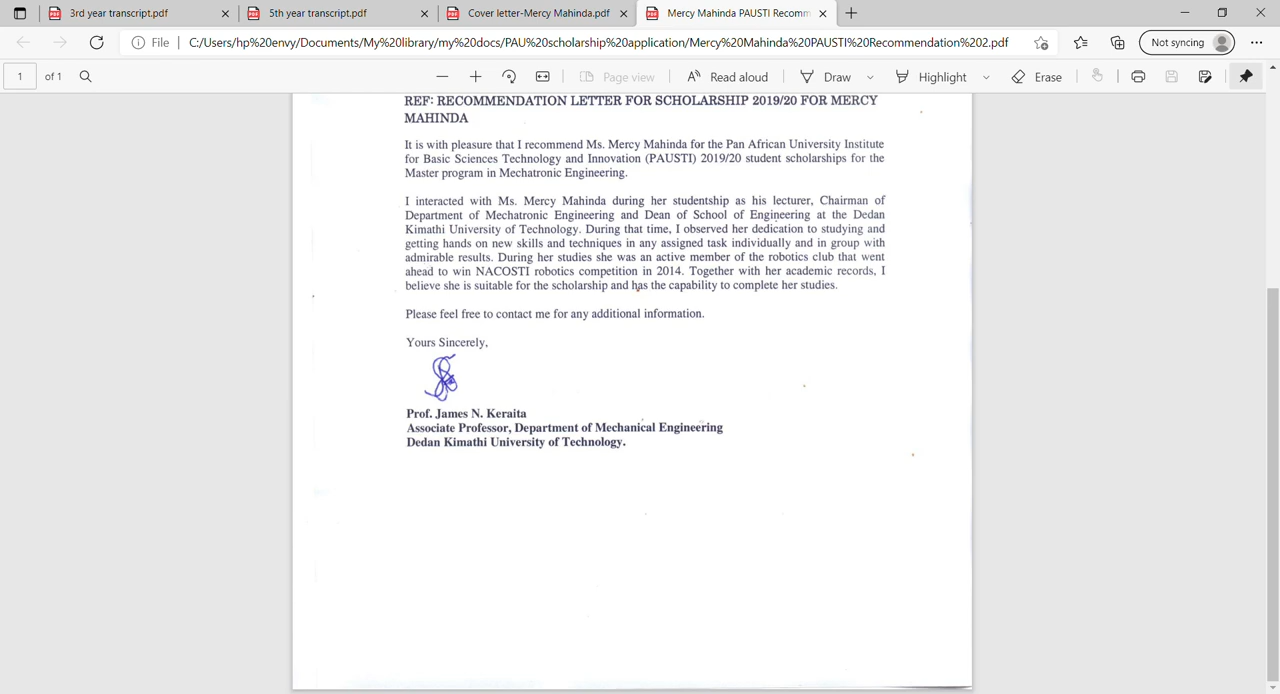 3rd year transcript.pdf
5th year transcript.pdf
Cover letter-Mercy Mahinda.pdf
Mercy Mahinda PAUSTI Recomm
File
C:/Users/hp%20envy/Documents/My%20library/my%20docs/PAU%20scholarship%20application/Mercy%20Mahinda%20PAUSTI%20Recommendation%202.pdf
Not syncing
1 of 1
Page view
Read aloud
Draw
Highlight
Erase
REF: RECOMMENDATION LETTER FOR SCHOLARSHIP 2019/20 FOR MERCY
MAHINDA
It is with pleasure that I recommend Ms. Mercy Mahinda for the Pan African University Institute
for Basic Sciences Technology and Innovation (PAUSTI) 2019/20 student scholarships for the
Master program in Mechatronic Engineering.
I interacted with Ms. Mercy Mahinda during her studentship as his lecturer, Chairman of
Department of Mechatronic Engineering and Dean of School of Engineering at the Dedan
Kimathi University of Technology. During that time, I observed her dedication to studying and
getting hands on new skills and techniques in any assigned task individually and in group with
admirable results. During her studies she was an active member of the robotics club that went
ahead to win NACOSTI robotics competition in 2014. Together with her academic records, I
believe she is suitable for the scholarship and has the capability to complete her studies.
Please feel free to contact me for any additional information.
Yours Sincerely,
Prof. James N. Keraita
Associate Professor, Department of Mechanical Engineering
Dedan Kimathi University of Technology.